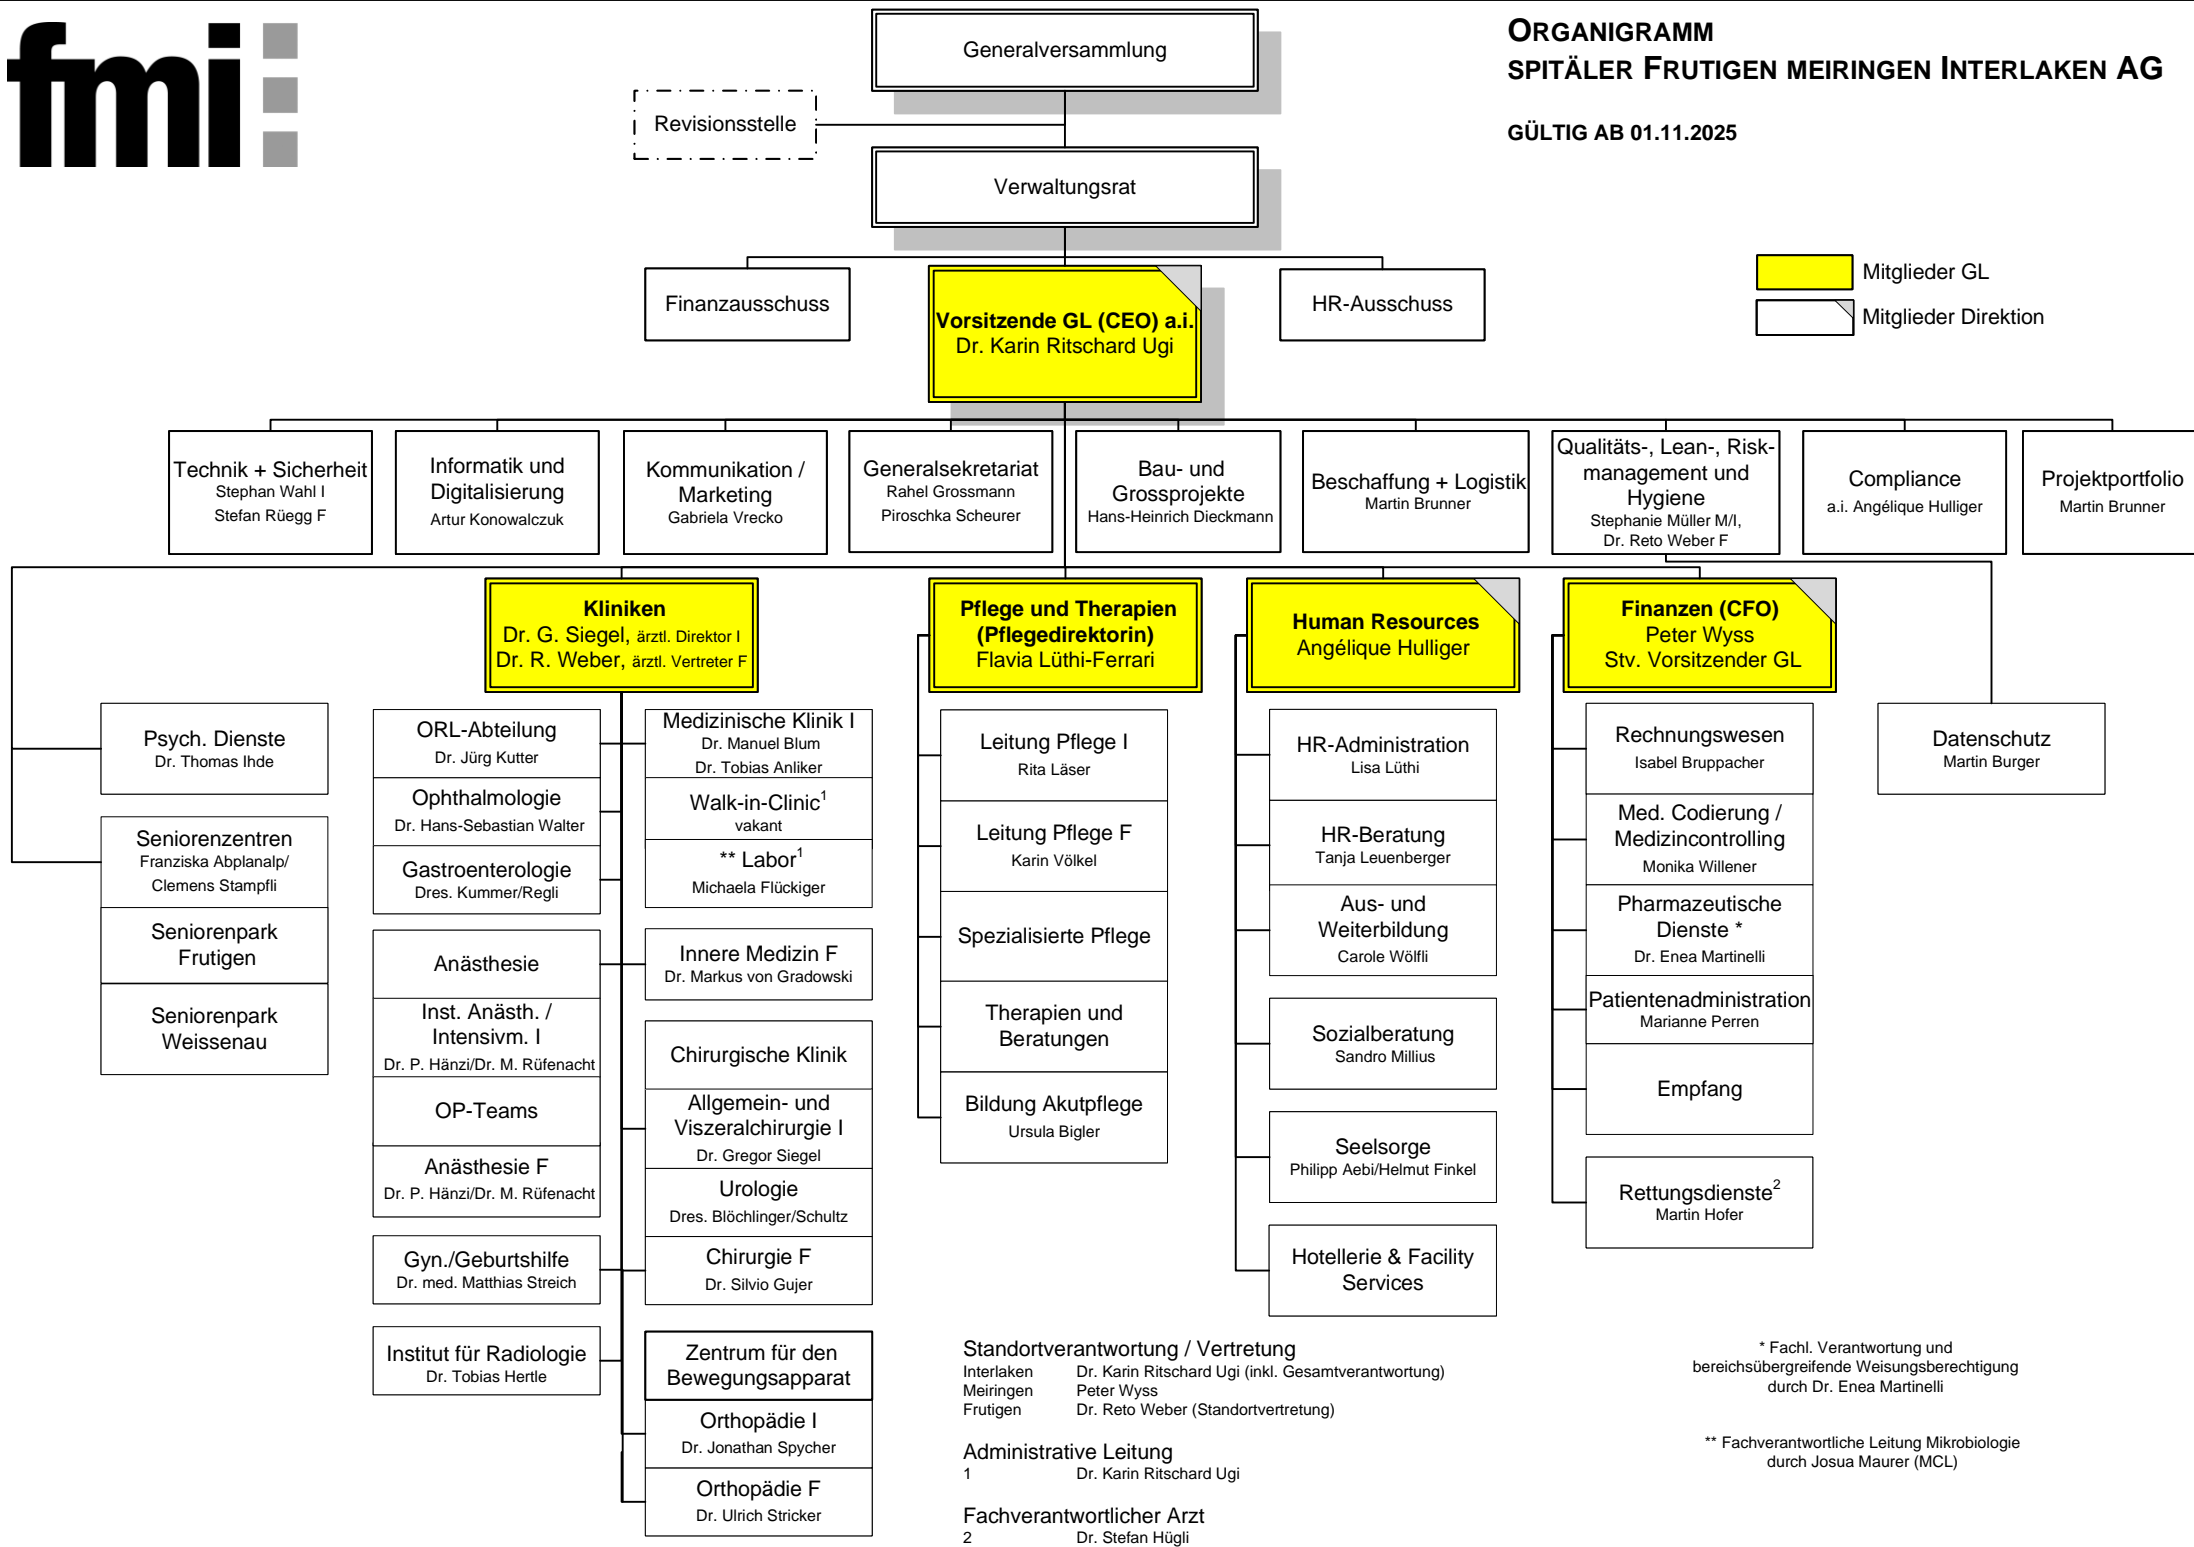 fmi
ORGANIGRAMM
SPITÄLER FRUTIGEN MEIRINGEN INTERLAKEN AG
GÜLTIG AB 01.11.2025
Generalversammlung
Revisionsstelle
Verwaltungsrat
Mitglieder GL
Mitglieder Direktion
Finanzausschuss
Vorsitzende GL (CEO) a.i.
Dr. Karin Ritschard Ugi
HR-Ausschuss
Technik + Sicherheit
Stephan Wahl I
Stefan Rüegg F
Informatik und
Digitalisierung
Artur Konowalczuk
Kommunikation /
Marketing
Gabriela Vrecko
Generalsekretariat
Rahel Grossmann
Piroschka Scheurer
Bau- und
Grossprojekte
Hans-Heinrich Dieckmann
Beschaffung + Logistik
Martin Brunner
Qualitäts-, Lean-, Risk-
management und
Hygiene
Stephanie Müller M/I,
Dr. Reto Weber F
Compliance
a.i. Angélique Hulliger
Projektportfolio
Martin Brunner
Kliniken
Dr. G. Siegel, ärztl. Direktor I
Dr. R. Weber, ärztl. Vertreter F
Pflege und Therapien
(Pflegedirektorin)
Flavia Lüthi-Ferrari
Human Resources
Angélique Hulliger
Finanzen (CFO)
Peter Wyss
Stv. Vorsitzender GL
Psych. Dienste
Dr. Thomas Ihde
Seniorenzentren
Franziska Abplanalp/
Clemens Stampfli
Seniorenpark
Frutigen
Seniorenpark
Weissenau
ORL-Abteilung
Dr. Jürg Kutter
Ophthalmologie
Dr. Hans-Sebastian Walter
Gastroenterologie
Dres. Kummer/Regli
Anästhesie
Inst. Anästh. /
Intensivm. I
Dr. P. Hänzi/Dr. M. Rüfenacht
OP-Teams
Anästhesie F
Dr. P. Hänzi/Dr. M. Rüfenacht
Gyn./Geburtshilfe
Dr. med. Matthias Streich
Institut für Radiologie
Dr. Tobias Hertle
Medizinische Klinik I
Dr. Manuel Blum
Dr. Tobias Anliker
Walk-in-Clinic¹
vakant
** Labor¹
Michaela Flückiger
Innere Medizin F
Dr. Markus von Gradowski
Chirurgische Klinik
Allgemein- und
Viszeralchirurgie I
Dr. Gregor Siegel
Urologie
Dres. Blöchlinger/Schultz
Chirurgie F
Dr. Silvio Gujer
Zentrum für den
Bewegungsapparat
Orthopädie I
Dr. Jonathan Spycher
Orthopädie F
Dr. Ulrich Stricker
Leitung Pflege I
Rita Läser
Leitung Pflege F
Karin Völkel
Spezialisierte Pflege
Therapien und
Beratungen
Bildung Akutpflege
Ursula Bigler
HR-Administration
Lisa Lüthi
HR-Beratung
Tanja Leuenberger
Aus- und
Weiterbildung
Carole Wölfli
Sozialberatung
Sandro Millius
Seelsorge
Philipp Aebi/Helmut Finkel
Hotellerie & Facility
Services
Rechnungswesen
Isabel Bruppacher
Med. Codierung /
Medizincontrolling
Monika Willener
Pharmazeutische
Dienste *
Dr. Enea Martinelli
Patientenadministration
Marianne Perren
Empfang
Rettungsdienste²
Martin Hofer
Datenschutz
Martin Burger
Standortverantwortung / Vertretung
Interlaken Dr. Karin Ritschard Ugi (inkl. Gesamtverantwortung)
Meiringen Peter Wyss
Frutigen Dr. Reto Weber (Standortvertretung)
Administrative Leitung
1 Dr. Karin Ritschard Ugi
Fachverantwortlicher Arzt
2 Dr. Stefan Hügli
* Fachl. Verantwortung und
bereichsübergreifende Weisungsberechtigung
durch Dr. Enea Martinelli
** Fachverantwortliche Leitung Mikrobiologie
durch Josua Maurer (MCL)